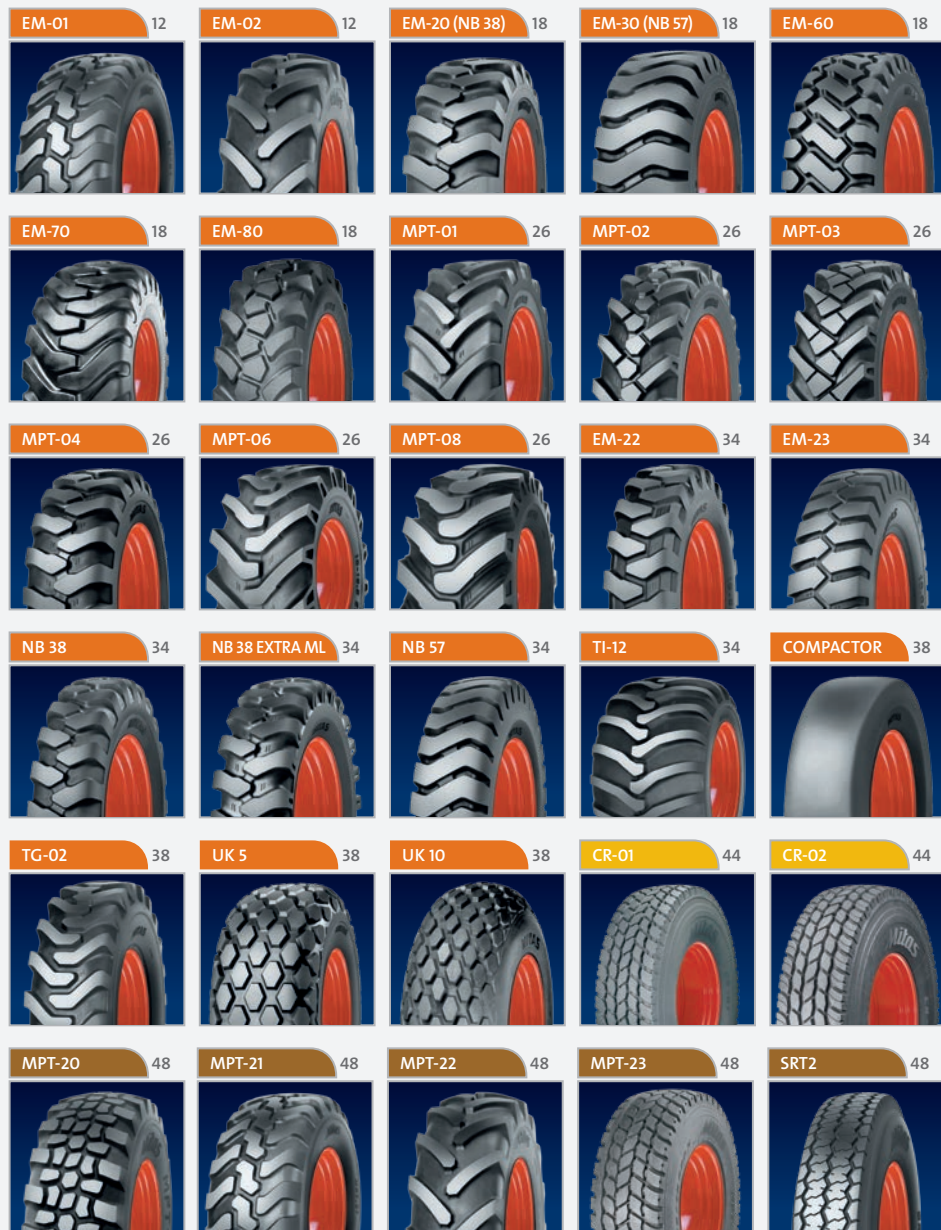 EM-01 12 EM-02 12 EM-20 (NB 38) 18 EM-30 (NB 57) 18 EM-60 18
EM-70 18 EM-80 18 MPT-01 26 MPT-02 26 MPT-03 26
MPT-04 26 MPT-06 26 MPT-08 26 EM-22 34 EM-23 34
NB 38 34 NB 38 EXTRA ML 34 NB 57 34 TI-12 34 COMPACTOR 38
TG-02 38 UK 5 38 UK 10 38 CR-01 44 CR-02 44
Mitas
MPT-20 48 MPT-21 48 MPT-22 48 MPT-23 48 SRT2 48